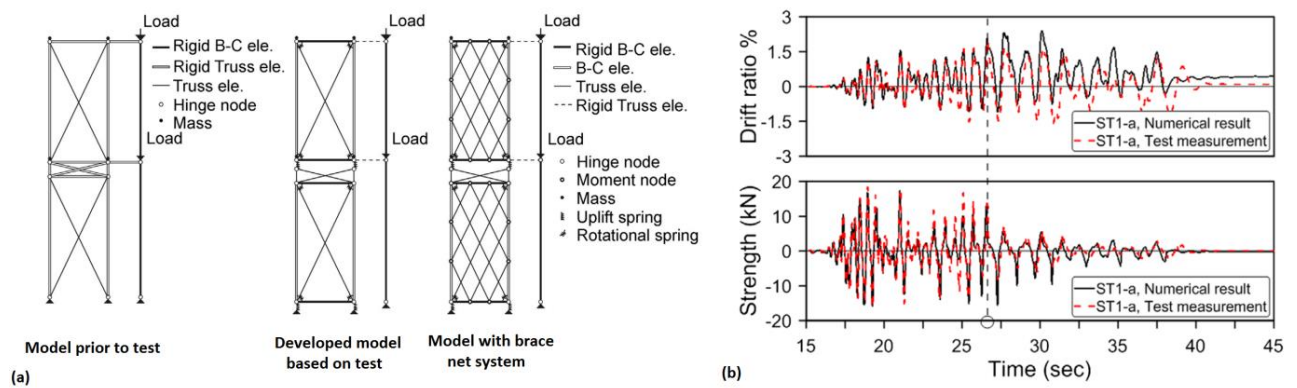 Load
Rigid B-C ele.
Rigid Truss ele.
Truss ele.
Hinge node
Mass
Load
Model prior to test
(a)
Load
Rigid B-C ele.
B-C ele.
Truss ele.
Rigid Truss ele.
Load
Hinge node
Moment node
Mass
Uplift spring
Rotational spring
Developed model
based on test
Model with brace
net system
3
1.5
0
-1.5
-3
Drift ratio %
ST1-a, Numerical result
ST1-a, Test measurement
20
10
0
-10
-20
Strength (kN)
ST1-a, Numerical result
ST1-a, Test measurement
15 20 25 30 35 40 45
Time (sec)
(b)